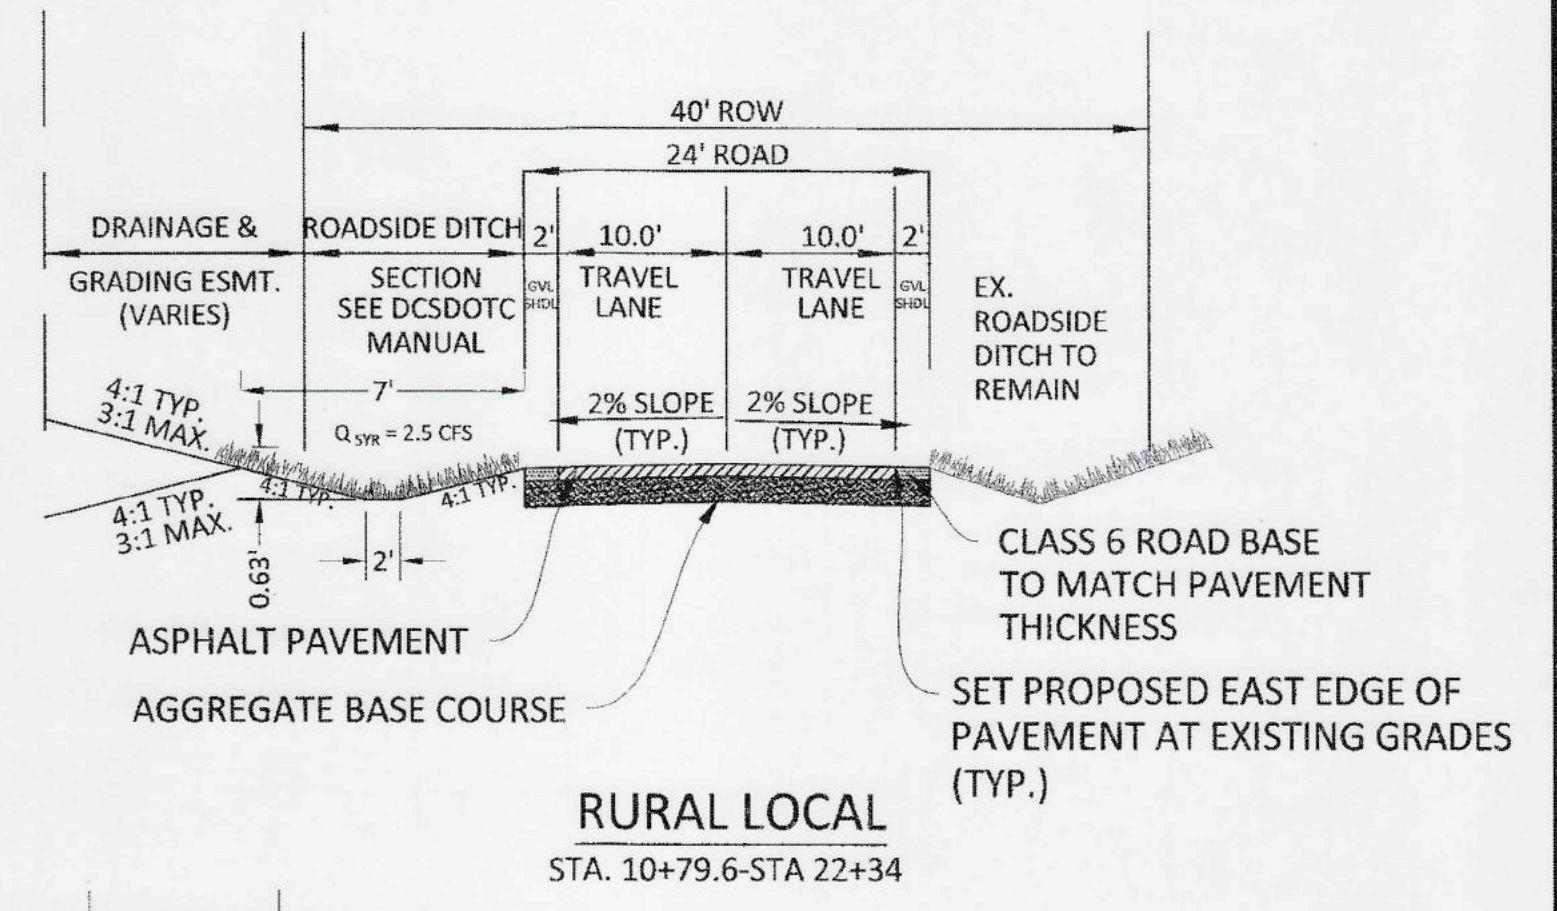 40' ROW
24' ROAD
DRAINAGE &
GRADING ESMT.
(VARIES)
ROADSIDE DITCH
SECTION
SEE DCSDOTC
MANUAL
2'
GVL
SHDL
10.0'
TRAVEL
LANE
10.0'
TRAVEL
LANE
2'
GVL
SHDL
EX.
ROADSIDE
DITCH TO
REMAIN
7'
Q 5YR = 2.5 CFS
2% SLOPE
(TYP.)
2% SLOPE
(TYP.)
4:1 TYP.
3:1 MAX.
4:1 TYP.
4:1 TYP.
4:1 TYP.
3:1 MAX.
0.63'
2'
ASPHALT PAVEMENT
AGGREGATE BASE COURSE
CLASS 6 ROAD BASE
TO MATCH PAVEMENT
THICKNESS
SET PROPOSED EAST EDGE OF
PAVEMENT AT EXISTING GRADES
(TYP.)
RURAL LOCAL
STA. 10+79.6-STA 22+34